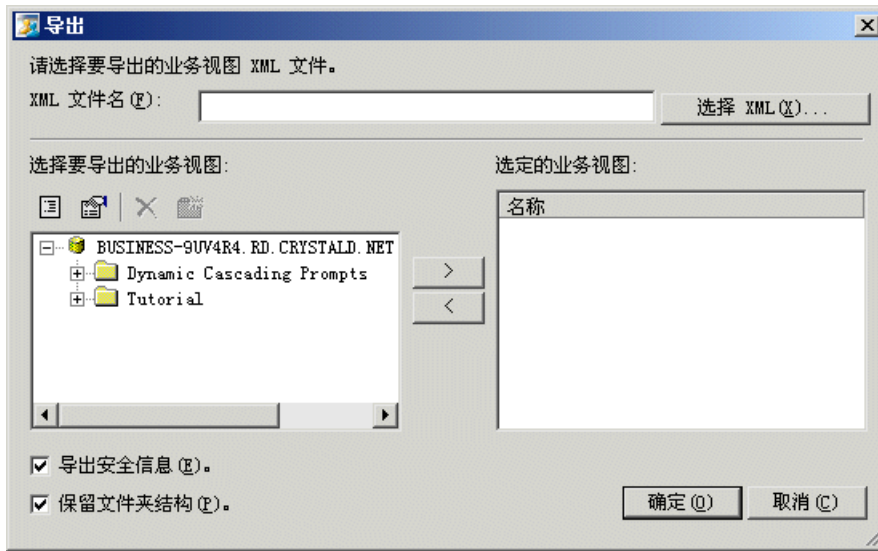 导出
请选择要导出的业务视图 XML 文件。
XML 文件名(F):
选择 XML(X)...
选择要导出的业务视图:
选定的业务视图:
名称
BUSINESS-9UV4R4.RD.CRYSTALD.NET
Dynamic Cascading Prompts
Tutorial
>
<
导出安全信息(E)。
保留文件夹结构(P)。
确定(O)
取消(C)